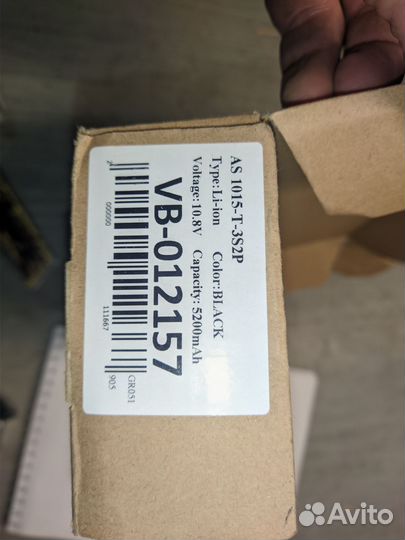 AS 1015-T-3S2P
Type:Li-ion Color:BLACK
Voltage:10.8V Capacity: 5200mAh
VB-012157
GR051
2 000000 111667 905
Avito